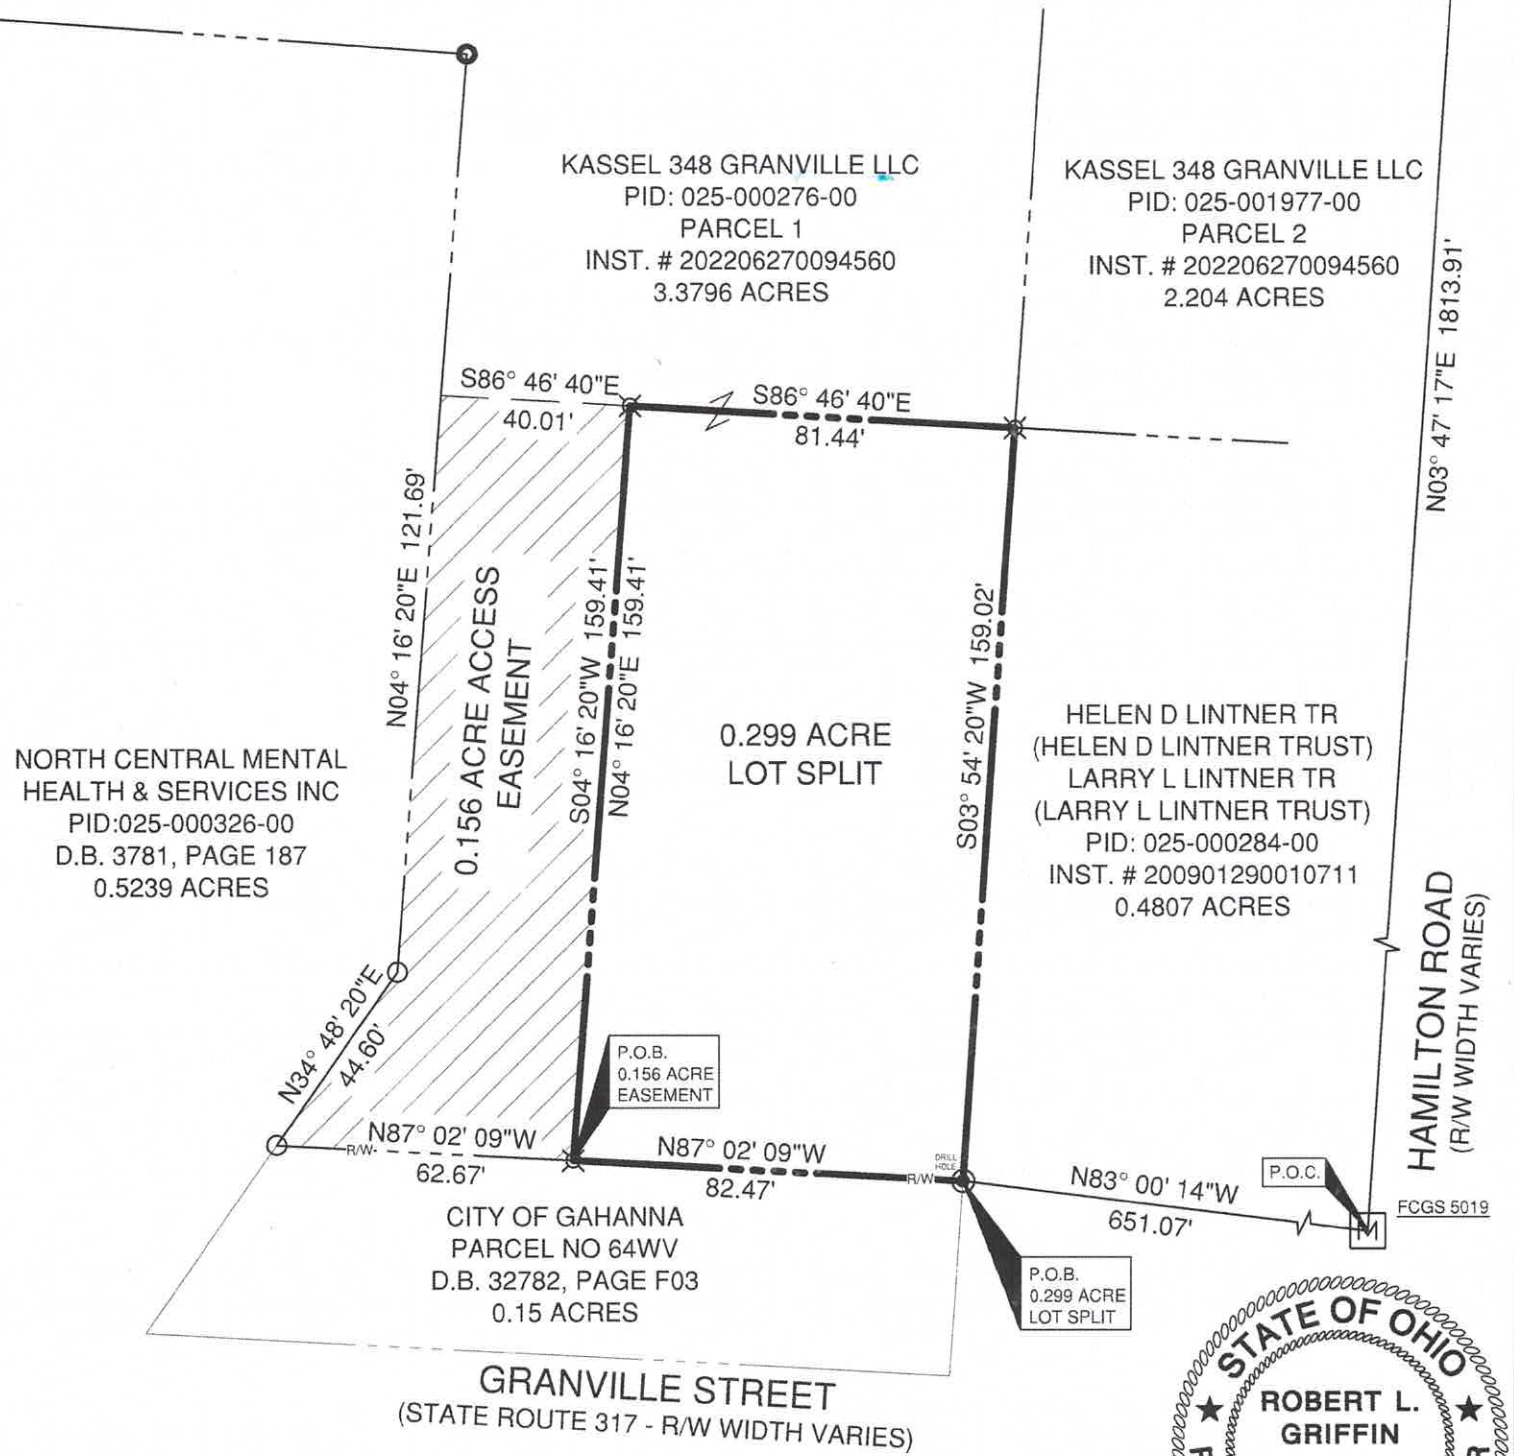 KASSEL 348 GRANVILLE LLC
PID: 025-000276-00
PARCEL 1
INST. # 202206270094560
3.3796 ACRES
KASSEL 348 GRANVILLE LLC
PID: 025-001977-00
PARCEL 2
INST. # 202206270094560
2.204 ACRES
N03° 47' 17"E 1813.91'
S86° 46' 40"E
40.01'
S86° 46' 40"E
81.44'
N04° 16' 20"E 121.69'
0.156 ACRE ACCESS
EASEMENT
S04° 16' 20"W 159.41'
N04° 16' 20"E 159.41'
0.299 ACRE
LOT SPLIT
S03° 54' 20"W 159.02'
HELEN D LINTNER TR
(HELEN D LINTNER TRUST)
LARRY L LINTNER TR
(LARRY L LINTNER TRUST)
PID: 025-000284-00
INST. # 200901290010711
0.4807 ACRES
NORTH CENTRAL MENTAL
HEALTH & SERVICES INC
PID:025-000326-00
D.B. 3781, PAGE 187
0.5239 ACRES
HAMILTON ROAD
(R/W WIDTH VARIES)
N34° 48' 20"E
44.60'
P.O.B.
0.156 ACRE
EASEMENT
R/W
N87° 02' 09"W
62.67'
N87° 02' 09"W
82.47'
R/W
DRILL
HOLE
N83° 00' 14"W
651.07'
P.O.C.
M
FCGS 5019
CITY OF GAHANNA
PARCEL NO 64WV
D.B. 32782, PAGE F03
0.15 ACRES
P.O.B.
0.299 ACRE
LOT SPLIT
GRANVILLE STREET
(STATE ROUTE 317 - R/W WIDTH VARIES)
STATE OF OHIO
ROBERT L.
GRIFFIN